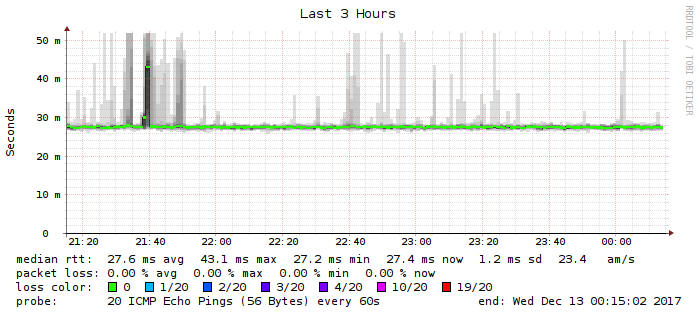 Last 3 Hours
RRDTOOL / TOBI OETIKER
Seconds
50 m
40 m
30 m
20 m
10 m
0
21:20 21:40 22:00 22:20 22:40 23:00 23:20 23:40 00:00
median rtt: 27.6 ms avg 43.1 ms max 27.2 ms min 27.4 ms now 1.2 ms sd 23.4 am/s
packet loss: 0.00 % avg 0.00 % max 0.00 % min 0.00 % now
loss color: 0 1/20 2/20 3/20 4/20 10/20 19/20
probe: 20 ICMP Echo Pings (56 Bytes) every 60s end: Wed Dec 13 00:15:02 2017